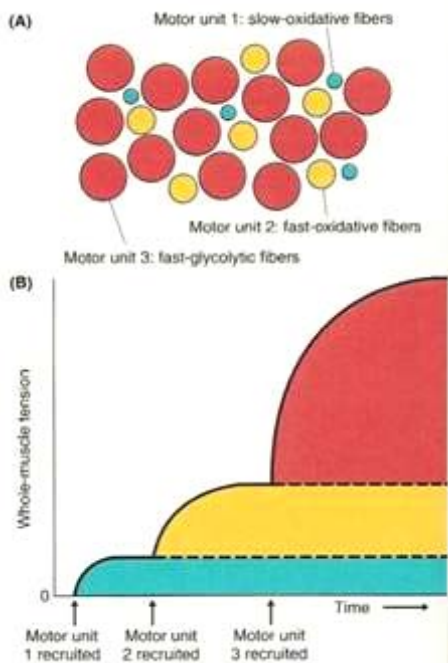 (A)
Motor unit 1: slow-oxidative fibers
Motor unit 2: fast-oxidative fibers
Motor unit 3: fast-glycolytic fibers
(B)
Whole-muscle tension
0
Time
Motor unit
1 recruited
Motor unit
2 recruited
Motor unit
3 recruited